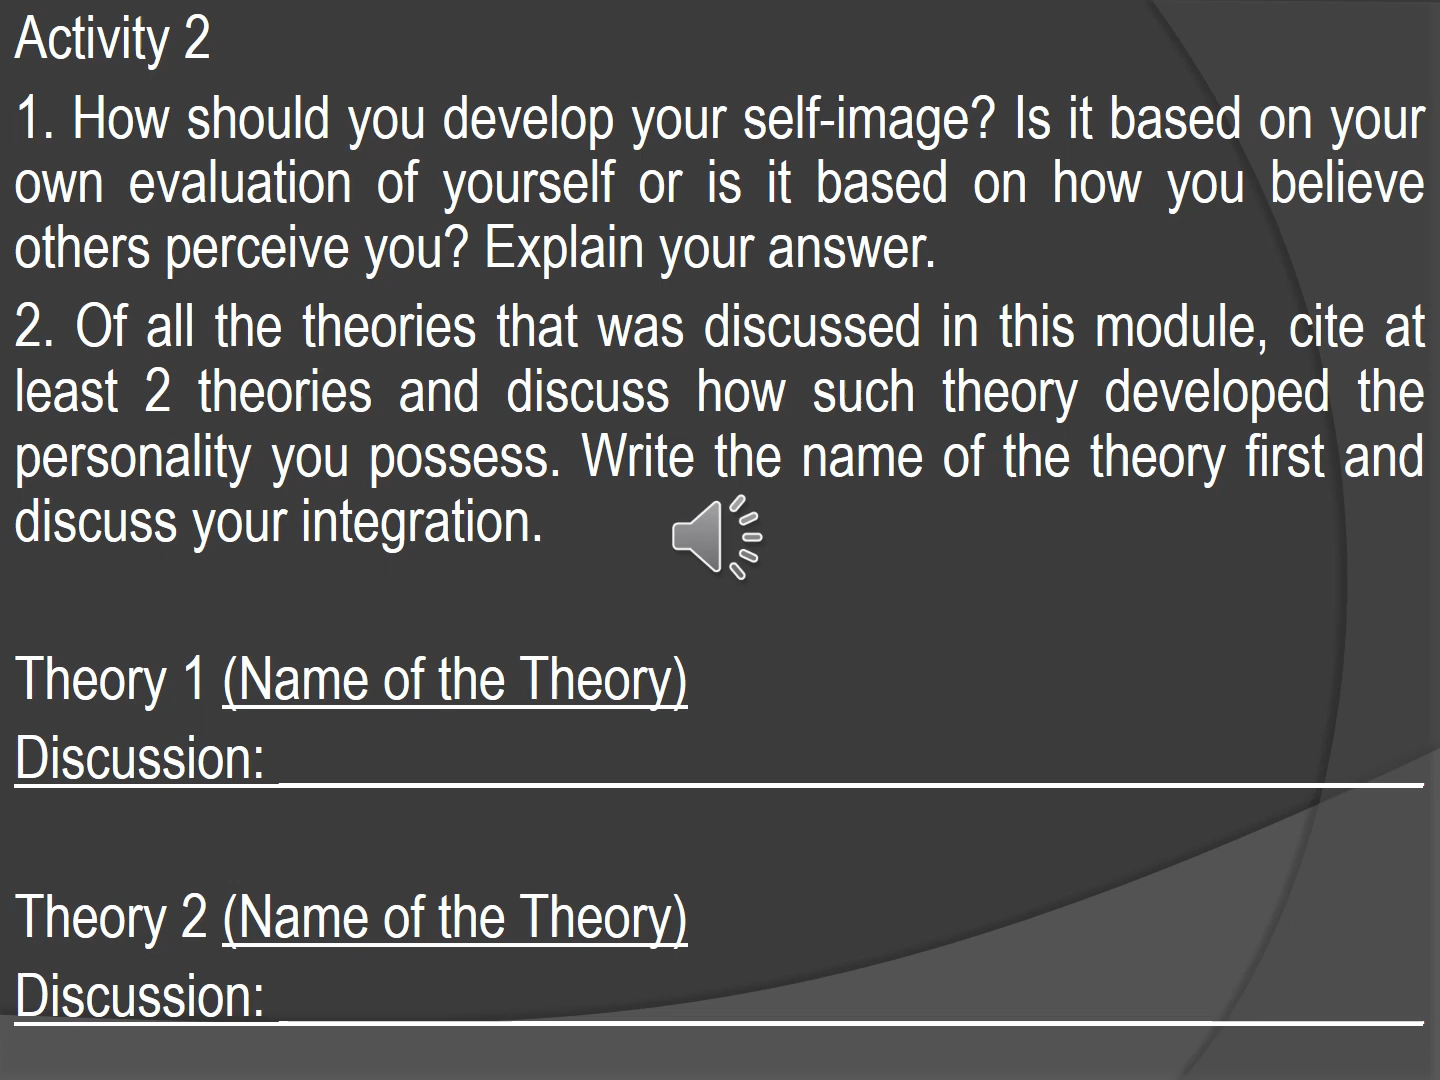 Activity 2
1. How should you develop your self-image? Is it based on your
own evaluation of yourself or is it based on how you believe
others perceive you? Explain your answer.
2. Of all the theories that was discussed in this module, cite at
least 2 theories and discuss how such theory developed the
personality you possess. Write the name of the theory first and
discuss your integration.
Theory 1 (Name of the Theory)
Discussion:
Theory 2 (Name of the Theory)
Discussion: